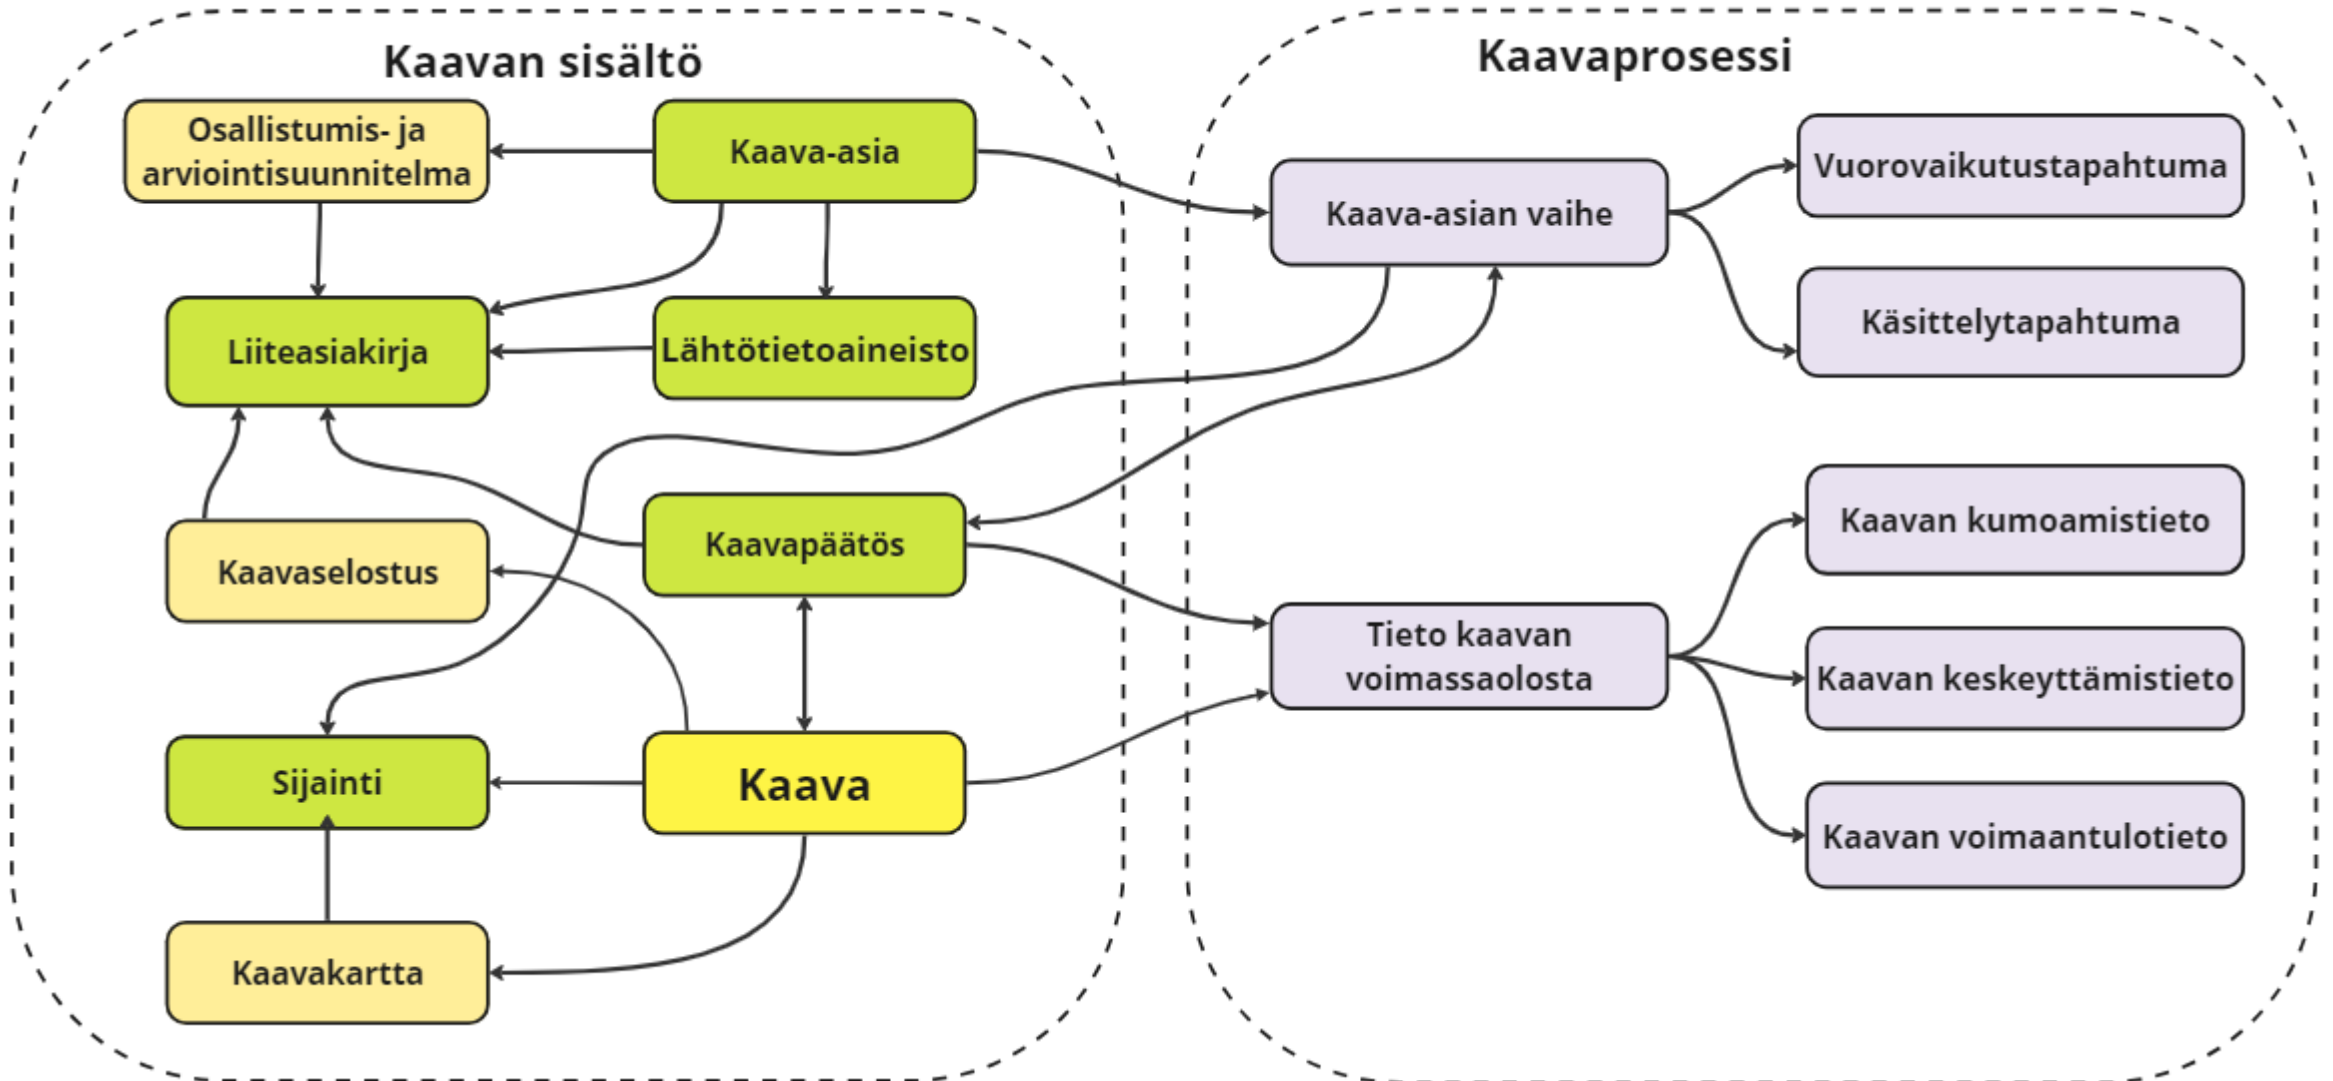 Kaavan sisältö
Osallistumis- ja
arviointisuunnitelma
Kaava-asia
Liiteasiakirja
Lähtötietoaineisto
Kaavaselostus
Kaavapäätös
Sijainti
Kaava
Kaavakartta
Kaavaprosessi
Kaava-asian vaihe
Vuorovaikutustapahtuma
Käsittelytapahtuma
Tieto kaavan
voimassaolosta
Kaavan kumoamistieto
Kaavan keskeyttämistieto
Kaavan voimaantulotieto